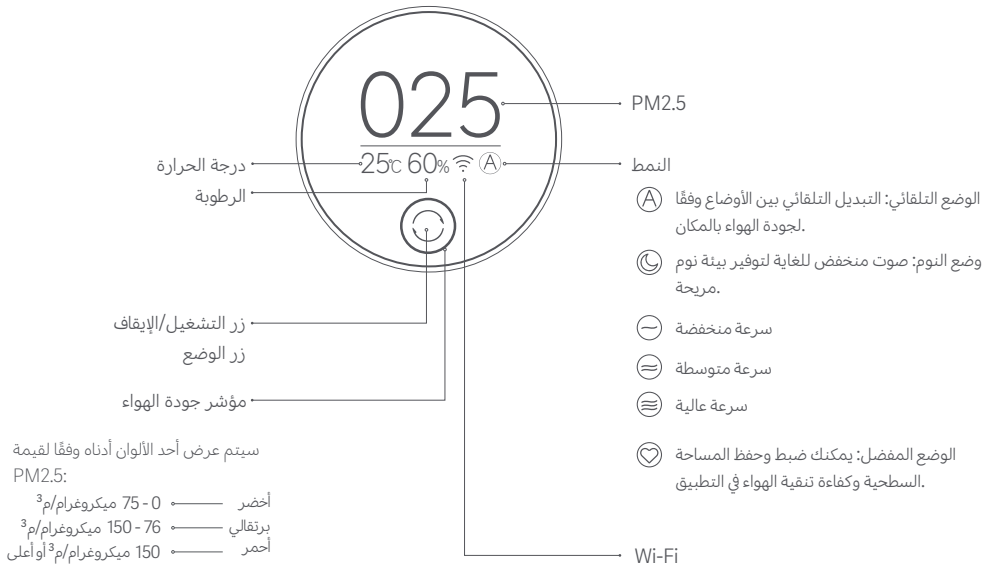 025
25℃ 60% A
PM2.5
النمط
A الوضع التلقائي: التبديل التلقائي بين الأوضاع وفقًا
لجودة الهواء بالمكان.
وضع النوم: صوت منخفض للغاية لتوفير بيئة نوم
مريحة.
سرعة منخفضة
سرعة متوسطة
سرعة عالية
الوضع المفضل: يمكنك ضبط وحفظ المساحة
السطحية وكفاءة تنقية الهواء في التطبيق.
Wi-Fi
درجة الحرارة
الرطوبة
زر التشغيل/الإيقاف
زر الوضع
مؤشر جودة الهواء
سيتم عرض أحد الألوان أدناه وفقًا لقيمة
PM2.5:
أخضر 0 - 75 ميكروغرام/م³
برتقالي 76 - 150 ميكروغرام/م³
أحمر 150 ميكروغرام/م³ أو أعلى